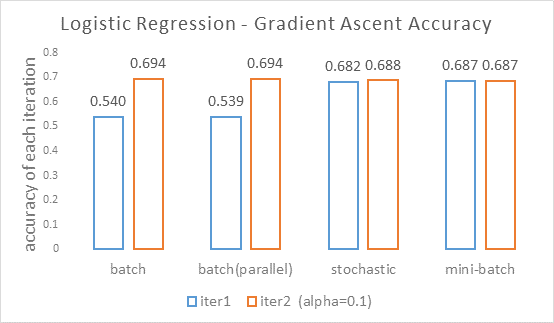 Logistic Regression - Gradient Ascent Accuracy
accuracy of each iteration
0.8
0.7
0.6
0.5
0.4
0.3
0.2
0.1
0
0.540
0.694
0.539
0.694
0.682
0.688
0.687
0.687
batch
batch(parallel)
stochastic
mini-batch
iter1
iter2 (alpha=0.1)